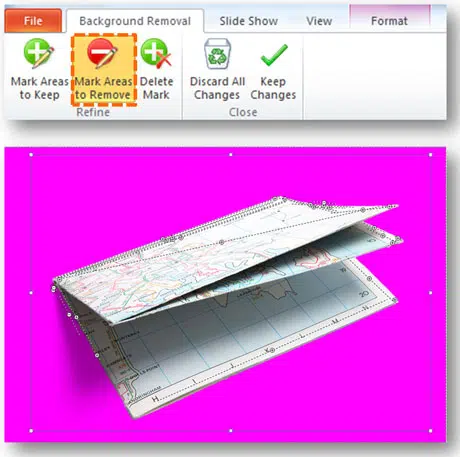 File Background Removal Slide Show View Format
Mark Areas to Keep
Mark Areas to Remove
Delete Mark
Discard All Changes
Keep Changes
Refine Close
20
H I J K L M N